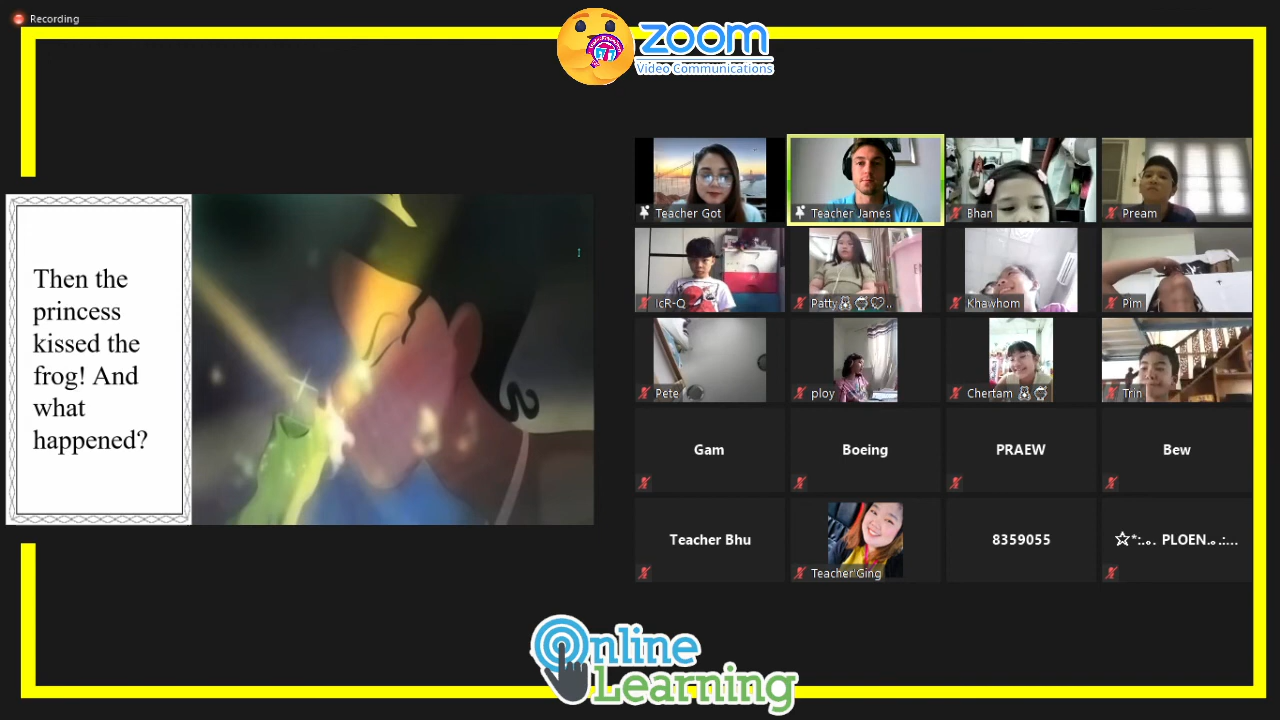 Recording
zoom
Video Communications
Then the
princess
kissed the
frog! And
what
happened?
Teacher Got
Teacher James
Bhan
Pream
IcR-Q
Patty🐰🍑♡..
Khawhom
Pim
Pete
ploy
Chertam
Trin
Gam
Boeing
PRAEW
Bew
Teacher Bhu
Teacher Ging
8359055
☆*:.。. PLOEN.。.:...
Online
Learning